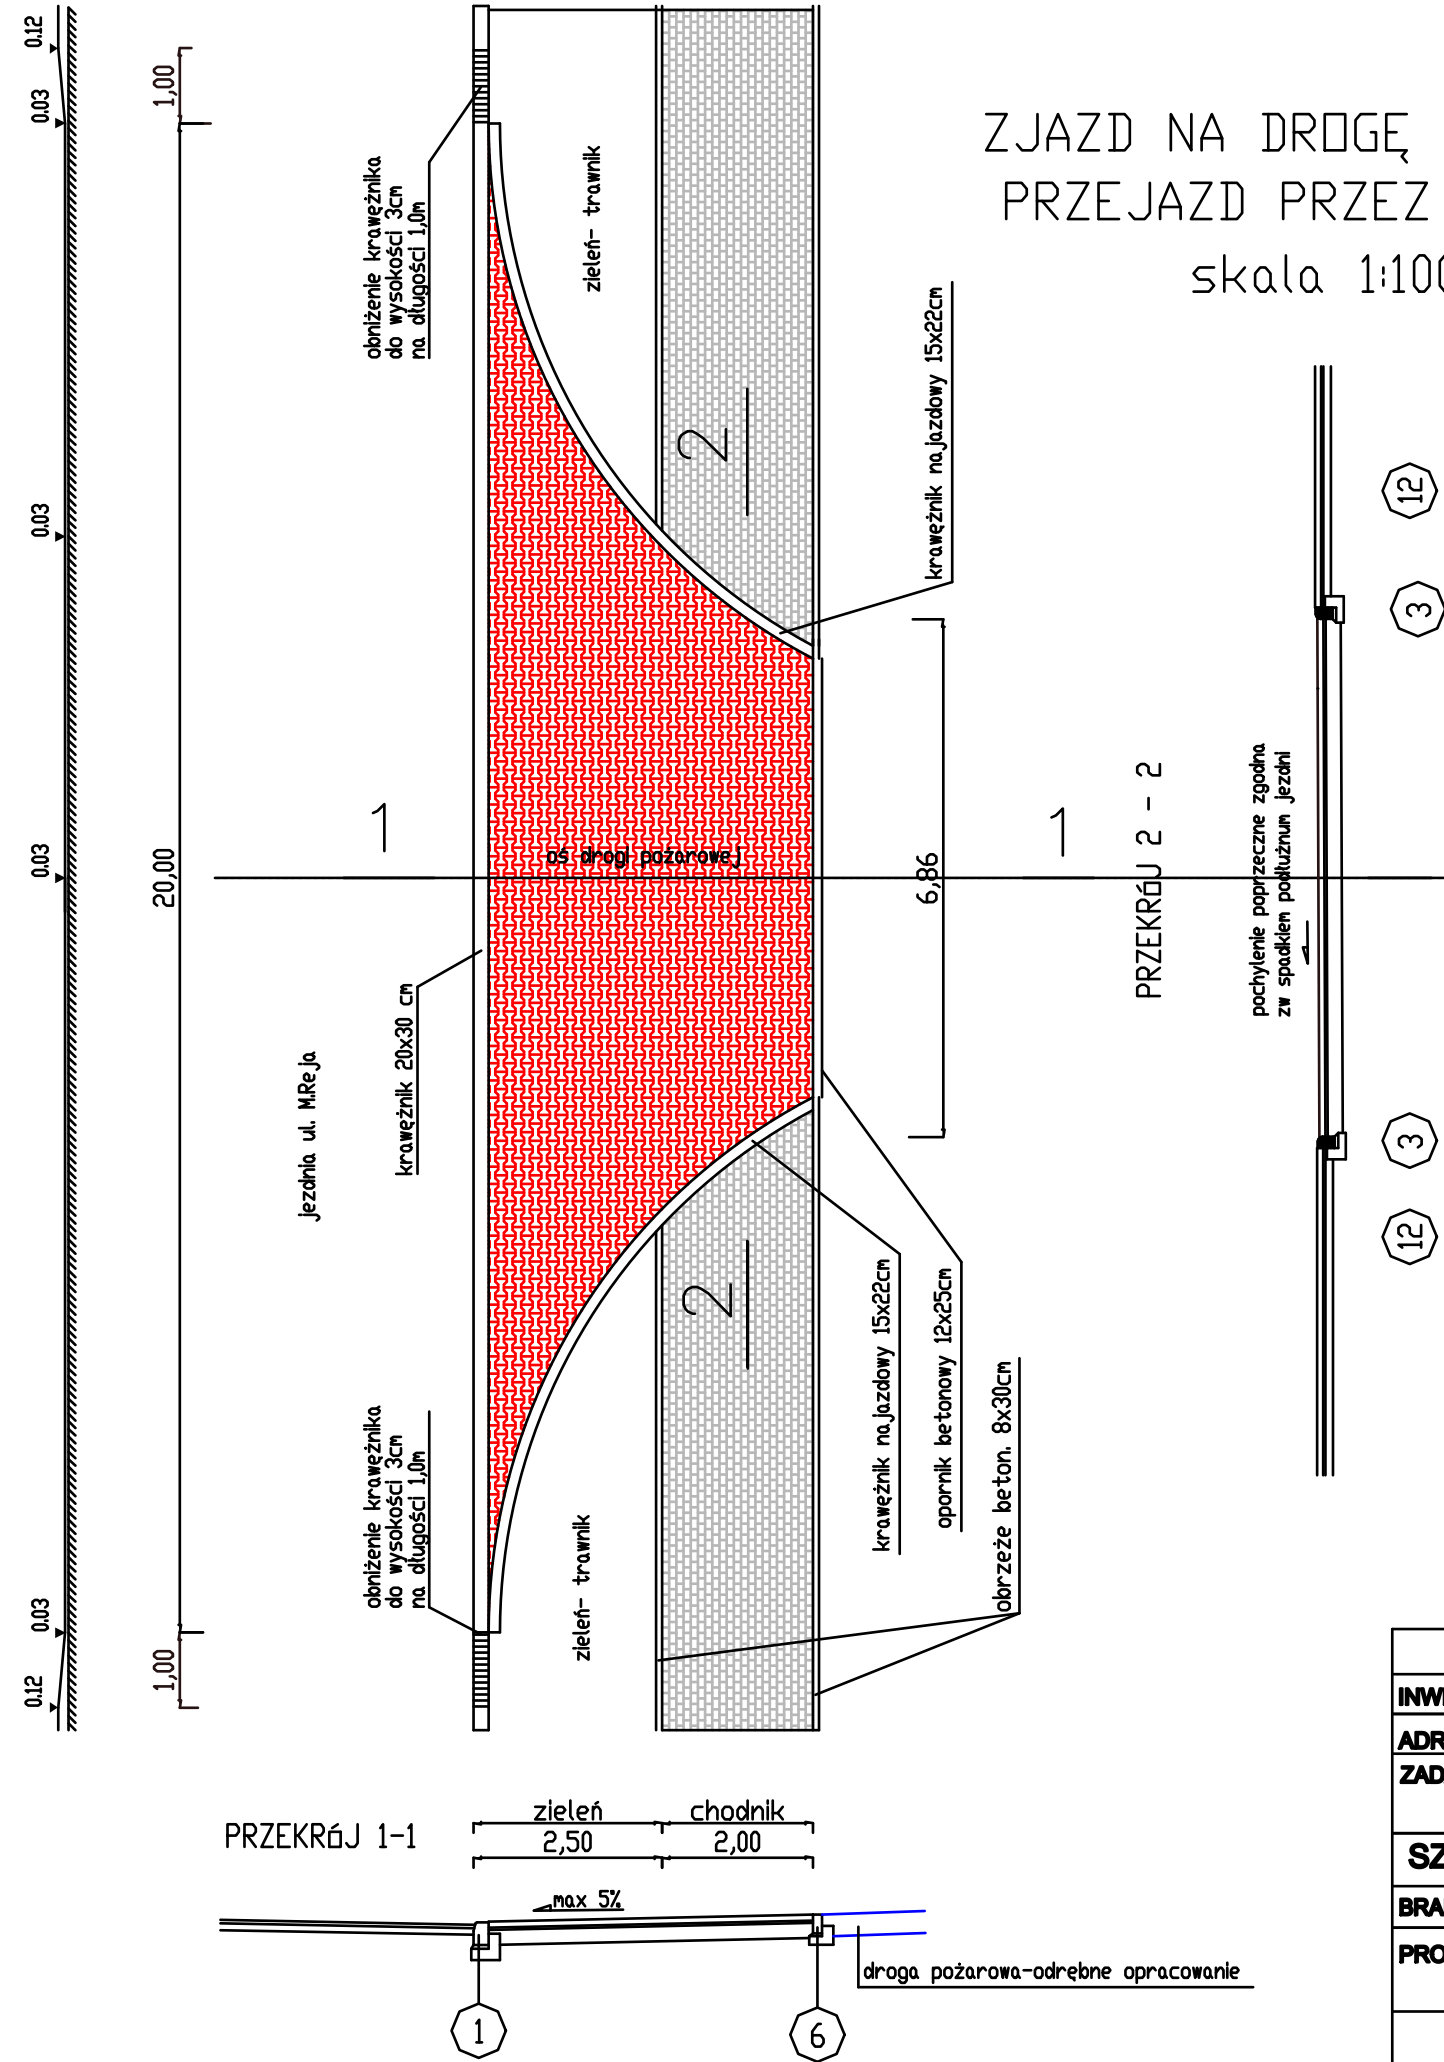 ZJAZD NA DROGĘ
PRZEJAZD PRZEZ
skala 1:100
0.12
0.03
0.03
0.03
0.03
0.12
1,00
20,00
1,00
obniżenie krawężnika
do wysokości 3cm
na długości 1,0m
zieleń- trawnik
2
krawężnik najazdowy 15x22cm
1
oś drogi pożarowej
6,86
1
PRZEKRÓJ 2 - 2
pochylenie poprzeczne zgodna
zw spadkiem podłużnum jezdni
12
3
3
12
jezdnia ul. M.Reja
krawężnik 20x30 cm
2
krawężnik najazdowy 15x22cm
opornik betonowy 12x25cm
obrzeże beton. 8x30cm
obniżenie krawężnika
do wysokości 3cm
na długości 1,0m
zieleń- trawnik
PRZEKRÓJ 1-1
zieleń
chodnik
2,50
2,00
max 5%
droga pożarowa-odrębne opracowanie
1
6
ADR
ZAD
SZ
BRA
PRO